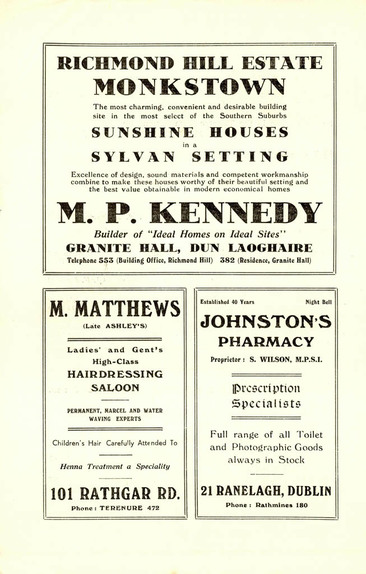 RICHMOND HILL ESTATE
MONKSTOWN
The most charming, convenient and desirable building
site in the most select of the Southern Suburbs
SUNSHINE HOUSES
in a
SYLVAN SETTING
Excellence of design, sound materials and competent workmanship
combine to make these houses worthy of their beautiful setting and
the best value obtainable in modern economical homes
M. P. KENNEDY
Builder of "Ideal Homes on Ideal Sites"
GRANITE HALL, DUN LAOGHAIRE
Telephone 553 (Building Office, Richmond Hill) 382 (Residence, Granite Hall)
M. MATTHEWS
(Late ASHLEY'S)
Ladies' and Gent's
High-Class
HAIRDRESSING
SALOON
PERMANENT, MARCEL AND WATER
WAVING EXPERTS
Children's Hair Carefully Attended To
Henna Treatment a Speciality
101 RATHGAR RD.
Phone : TERENURE 472
Established 40 Years Night Bell
JOHNSTON'S
PHARMACY
Proprietor : S. WILSON, M.P.S.I.
Prescription
Specialists
Full range of all Toilet
and Photographic Goods
always in Stock
21 RANELAGH, DUBLIN
Phone : Rathmines 180